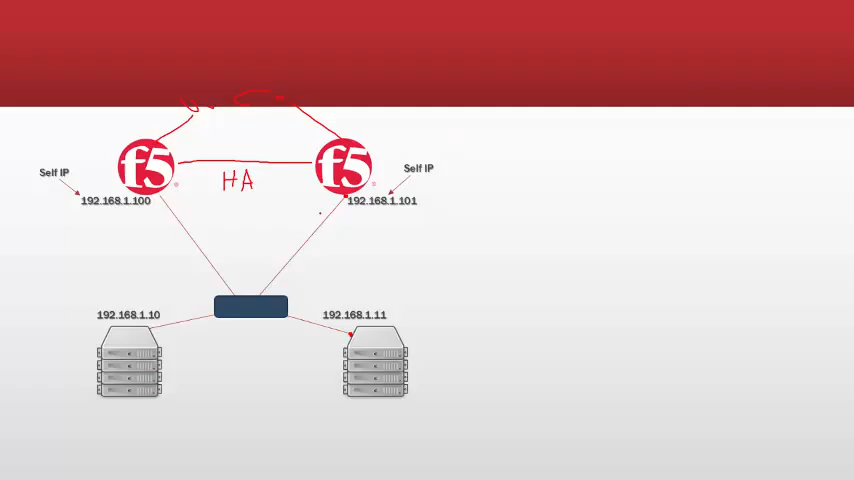 f5 f5
HA
Self IP
Self IP
192.168.1.100
192.168.1.101
192.168.1.10
192.168.1.11